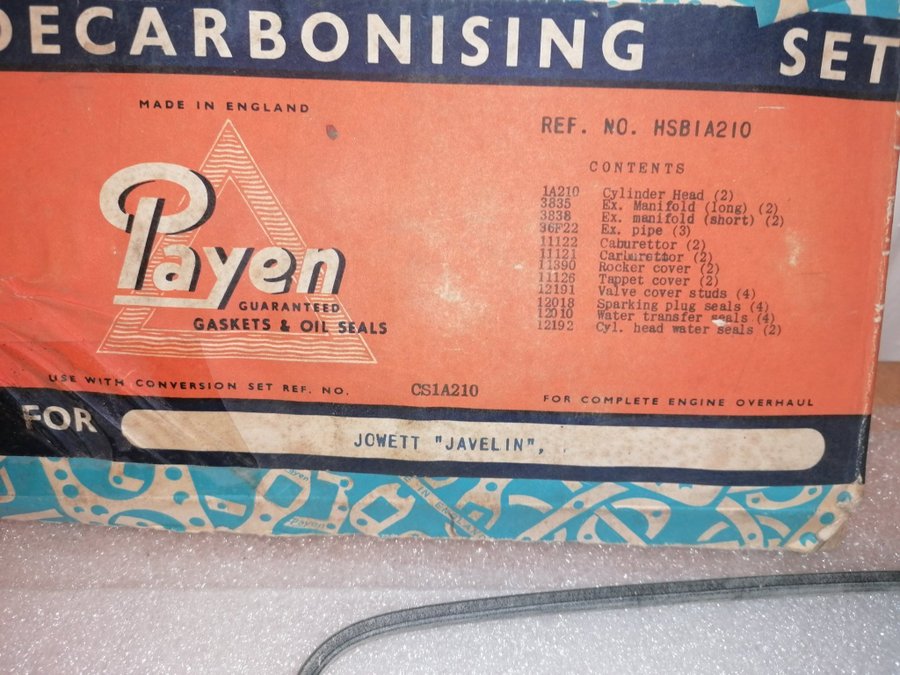 DECARBONISING SET
MADE IN ENGLAND
Payen
GUARANTEED
GASKETS & OIL SEALS
REF. NO. HSB1A210
CONTENTS
1A210 Cylinder Head (2)
3835 Ex. Manifold (long) (2)
3838 Ex. manifold (short) (2)
36F22 Ex. pipe (3)
11122 Caburettor (2)
11121 Carburettor (2)
11390 Rocker cover (2)
11126 Tappet cover (2)
12191 Valve cover studs (4)
12018 Sparking plug seals (4)
12010 Water transfer seals (4)
12192 Cyl. head water seals (2)
USE WITH CONVERSION SET REF. NO. CS1A210 FOR COMPLETE ENGINE OVERHAUL
FOR JOWETT "JAVELIN",
Payen
Payen